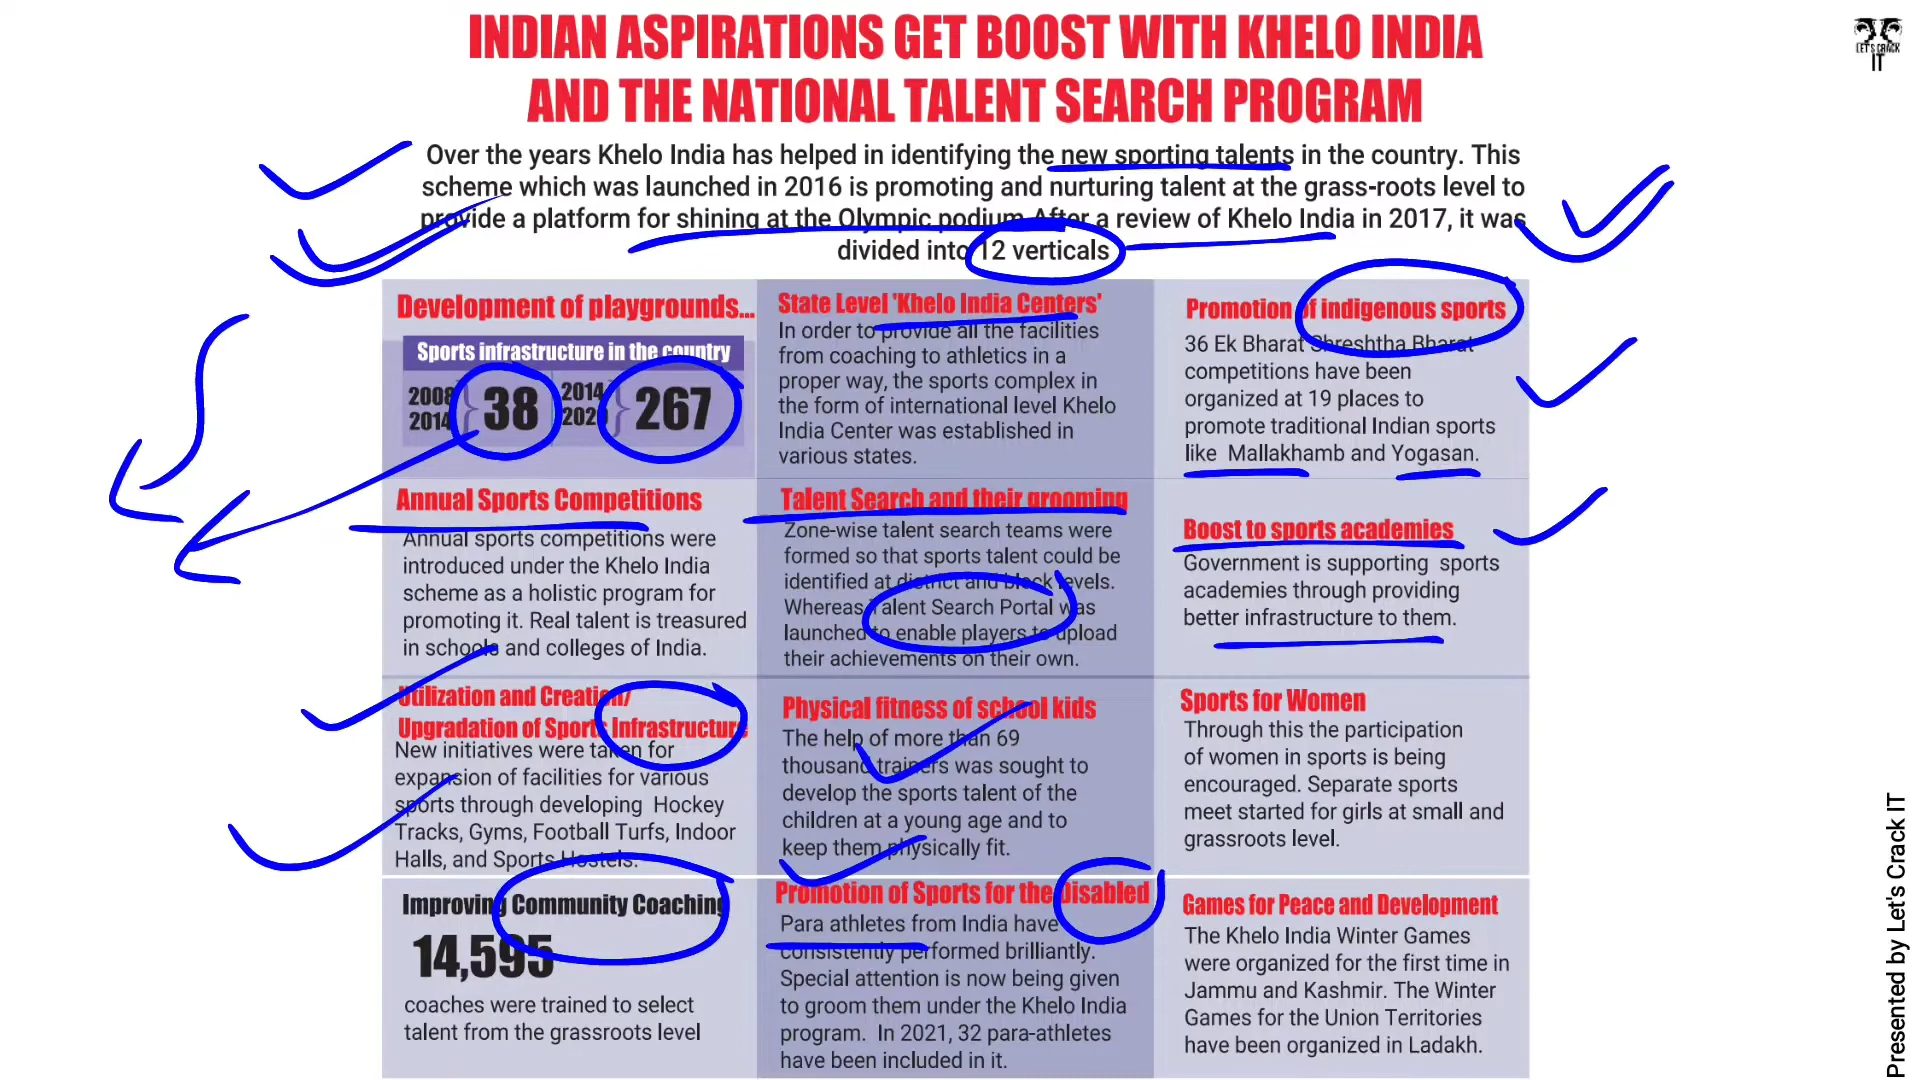 INDIAN ASPIRATIONS GET BOOST WITH KHELO INDIA
AND THE NATIONAL TALENT SEARCH PROGRAM
LET'S CRACK
IT
Over the years Khelo India has helped in identifying the new sporting talents in the country. This
scheme which was launched in 2016 is promoting and nurturing talent at the grass-roots level to
provide a platform for shining at the Olympic podium After a review of Khelo India in 2017, it was
divided into 12 verticals
Development of playgrounds...
Sports infrastructure in the country
2008
2014
38
2014
2020
267
State Level 'Khelo India Centers'
In order to provide all the facilities
from coaching to athletics in a
proper way, the sports complex in
the form of international level Khelo
India Center was established in
various states.
Promotion of indigenous sports
36 Ek Bharat Shreshtha Bharat
competitions have been
organized at 19 places to
promote traditional Indian sports
like Mallakhamb and Yogasan.
Annual Sports Competitions
Annual sports competitions were
introduced under the Khelo India
scheme as a holistic program for
promoting it. Real talent is treasured
in schools and colleges of India.
Talent Search and their grooming
Zone-wise talent search teams were
formed so that sports talent could be
identified at district and block levels.
Whereas Talent Search Portal was
launched to enable players to upload
their achievements on their own.
Boost to sports academies
Government is supporting sports
academies through providing
better infrastructure to them.
Utilization and Creation/
Upgradation of Sports Infrastructure
New initiatives were taken for
expansion of facilities for various
sports through developing Hockey
Tracks, Gyms, Football Turfs, Indoor
Halls, and Sports Hostels.
Physical fitness of school kids
The help of more than 69
thousand trainers was sought to
develop the sports talent of the
children at a young age and to
keep them physically fit.
Sports for Women
Through this the participation
of women in sports is being
encouraged. Separate sports
meet started for girls at small and
grassroots level.
Improving Community Coaching
14,595
coaches were trained to select
talent from the grassroots level
Promotion of Sports for the Disabled
Para athletes from India have
consistently performed brilliantly.
Special attention is now being given
to groom them under the Khelo India
program. In 2021, 32 para-athletes
have been included in it.
Games for Peace and Development
The Khelo India Winter Games
were organized for the first time in
Jammu and Kashmir. The Winter
Games for the Union Territories
have been organized in Ladakh.
Presented by Let's Crack IT